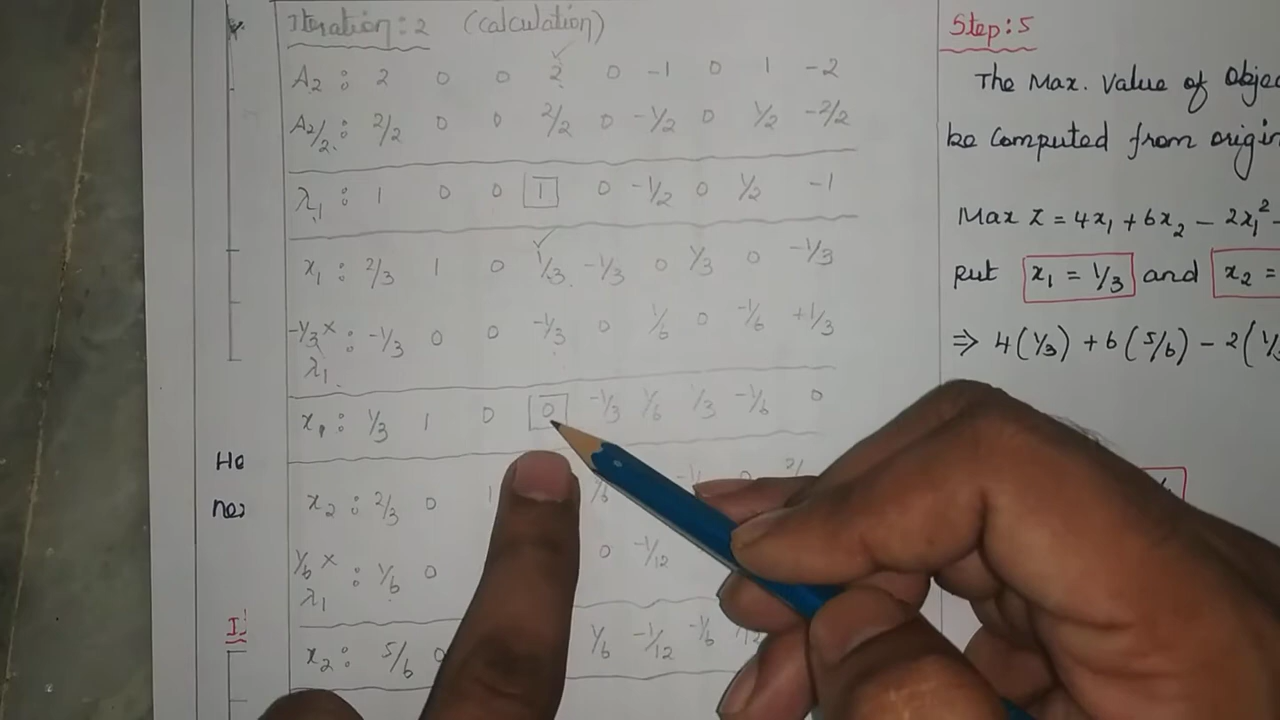 Iteration: 2 (calculation)
A₂ : 2 0 0 2 0 -1 0 1 -2
A₂/₂ : 2/2 0 0 2/2 0 -1/2 0 1/2 -2/2
λ₁ : 1 0 0 1 0 -1/2 0 1/2 -1
x₁ : 2/3 1 0 1/3 -1/3 0 1/3 0 -1/3
-1/3 × λ₁ : -1/3 0 0 -1/3 0 1/6 0 -1/6 +1/3
x₁ : 1/3 1 0 0 -1/3 1/6 1/3 -1/6 0
x₂ : 2/3 0 1
1/6 × λ₁ : 1/6 0 0 -1/12
x₂ : 5/6 0 1/6 -1/12 -1/6
He
nex
I
Step: 5
The Max. Value of Objec
be Computed from origin
Max Z = 4x₁ + 6x₂ - 2x₁² -
put x₁ = 1/3 and x₂ =
⇒ 4(1/3) + 6(5/6) - 2(1/3